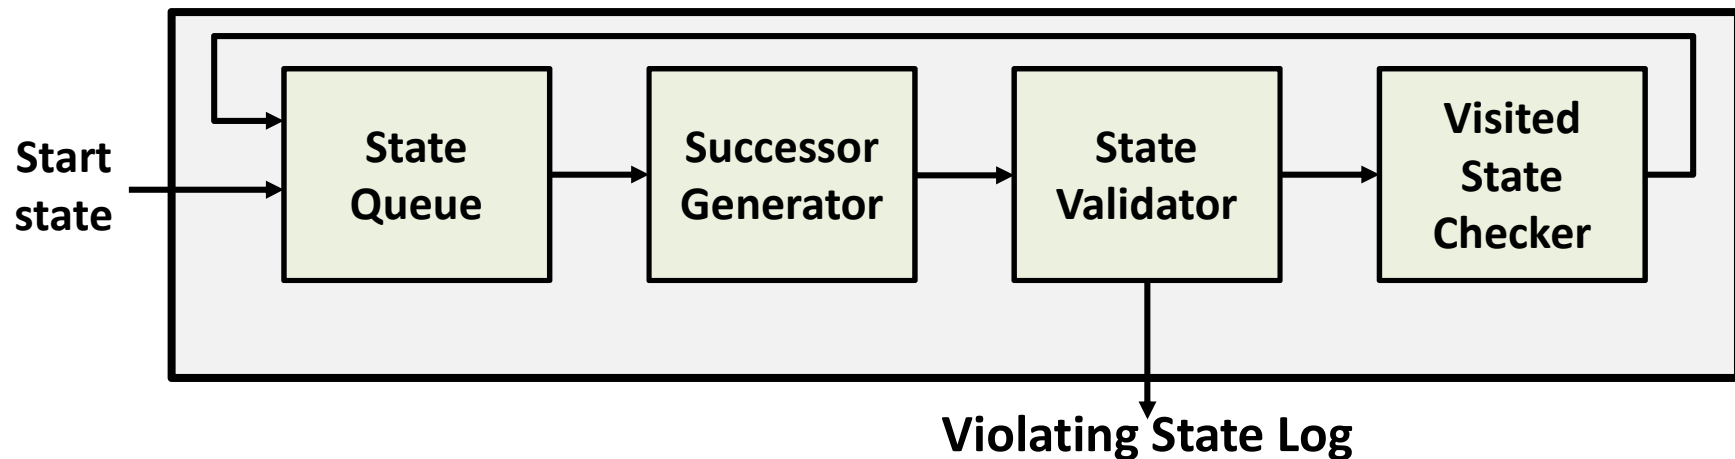 Start
state
State
Queue
Successor
Generator
State
Validator
Visited
State
Checker
Violating State Log